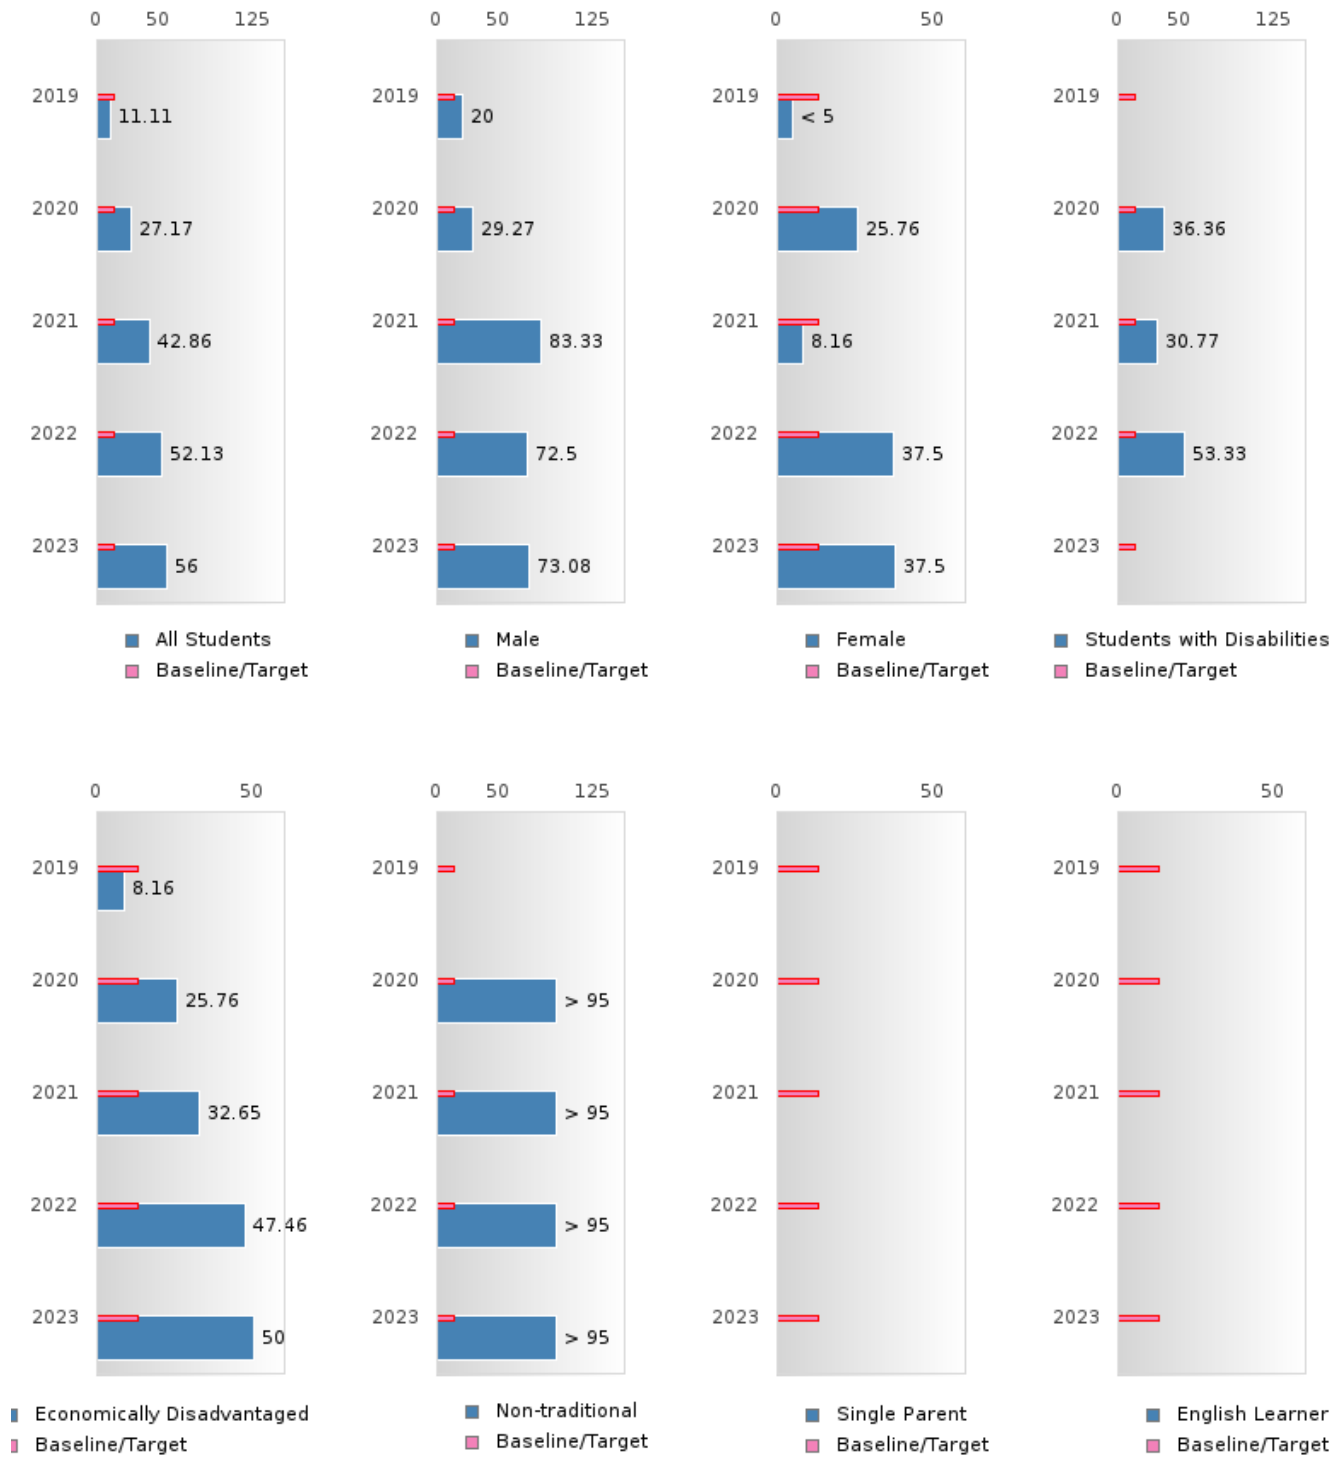 0 50 125
2019 11.11
2020 27.17
2021 42.86
2022 52.13
2023 56
All Students
Baseline/Target
0 50 125
2019 20
2020 29.27
2021 83.33
2022 72.5
2023 73.08
Male
Baseline/Target
0 50
2019 < 5
2020 25.76
2021 8.16
2022 37.5
2023 37.5
Female
Baseline/Target
0 50 125
2019
2020 36.36
2021 30.77
2022 53.33
2023
Students with Disabilities
Baseline/Target
0 50
2019 8.16
2020 25.76
2021 32.65
2022 47.46
2023 50
Economically Disadvantaged
Baseline/Target
0 50 125
2019
2020 > 95
2021 > 95
2022 > 95
2023 > 95
Non-traditional
Baseline/Target
0 50
2019
2020
2021
2022
2023
Single Parent
Baseline/Target
0 50
2019
2020
2021
2022
2023
English Learner
Baseline/Target